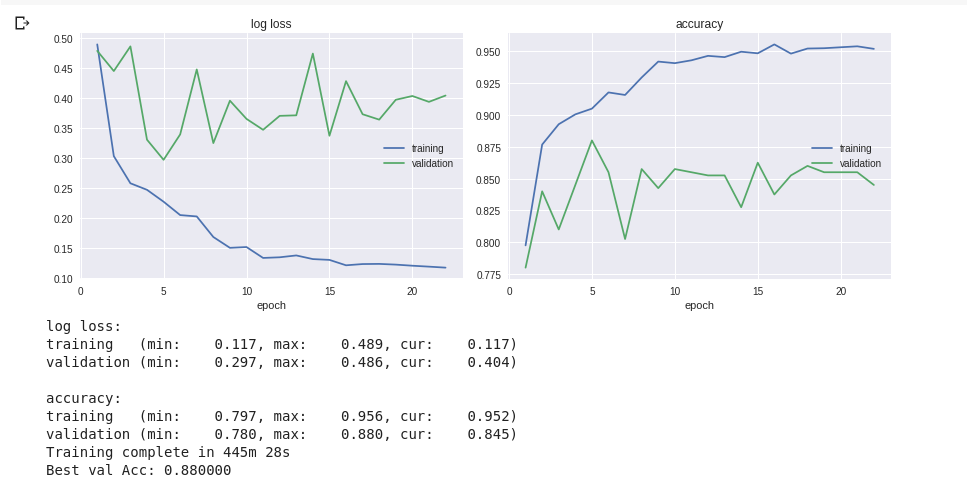 log loss
0.50
0.45
0.40
0.35
0.30
0.25
0.20
0.15
0.10
0 5 10 15 20
epoch
training
validation
accuracy
0.950
0.925
0.900
0.875
0.850
0.825
0.800
0.775
0 5 10 15 20
epoch
training
validation
log loss:
training   (min:    0.117, max:    0.489, cur:    0.117)
validation (min:    0.297, max:    0.486, cur:    0.404)
accuracy:
training   (min:    0.797, max:    0.956, cur:    0.952)
validation (min:    0.780, max:    0.880, cur:    0.845)
Training complete in 445m 28s
Best val Acc: 0.880000